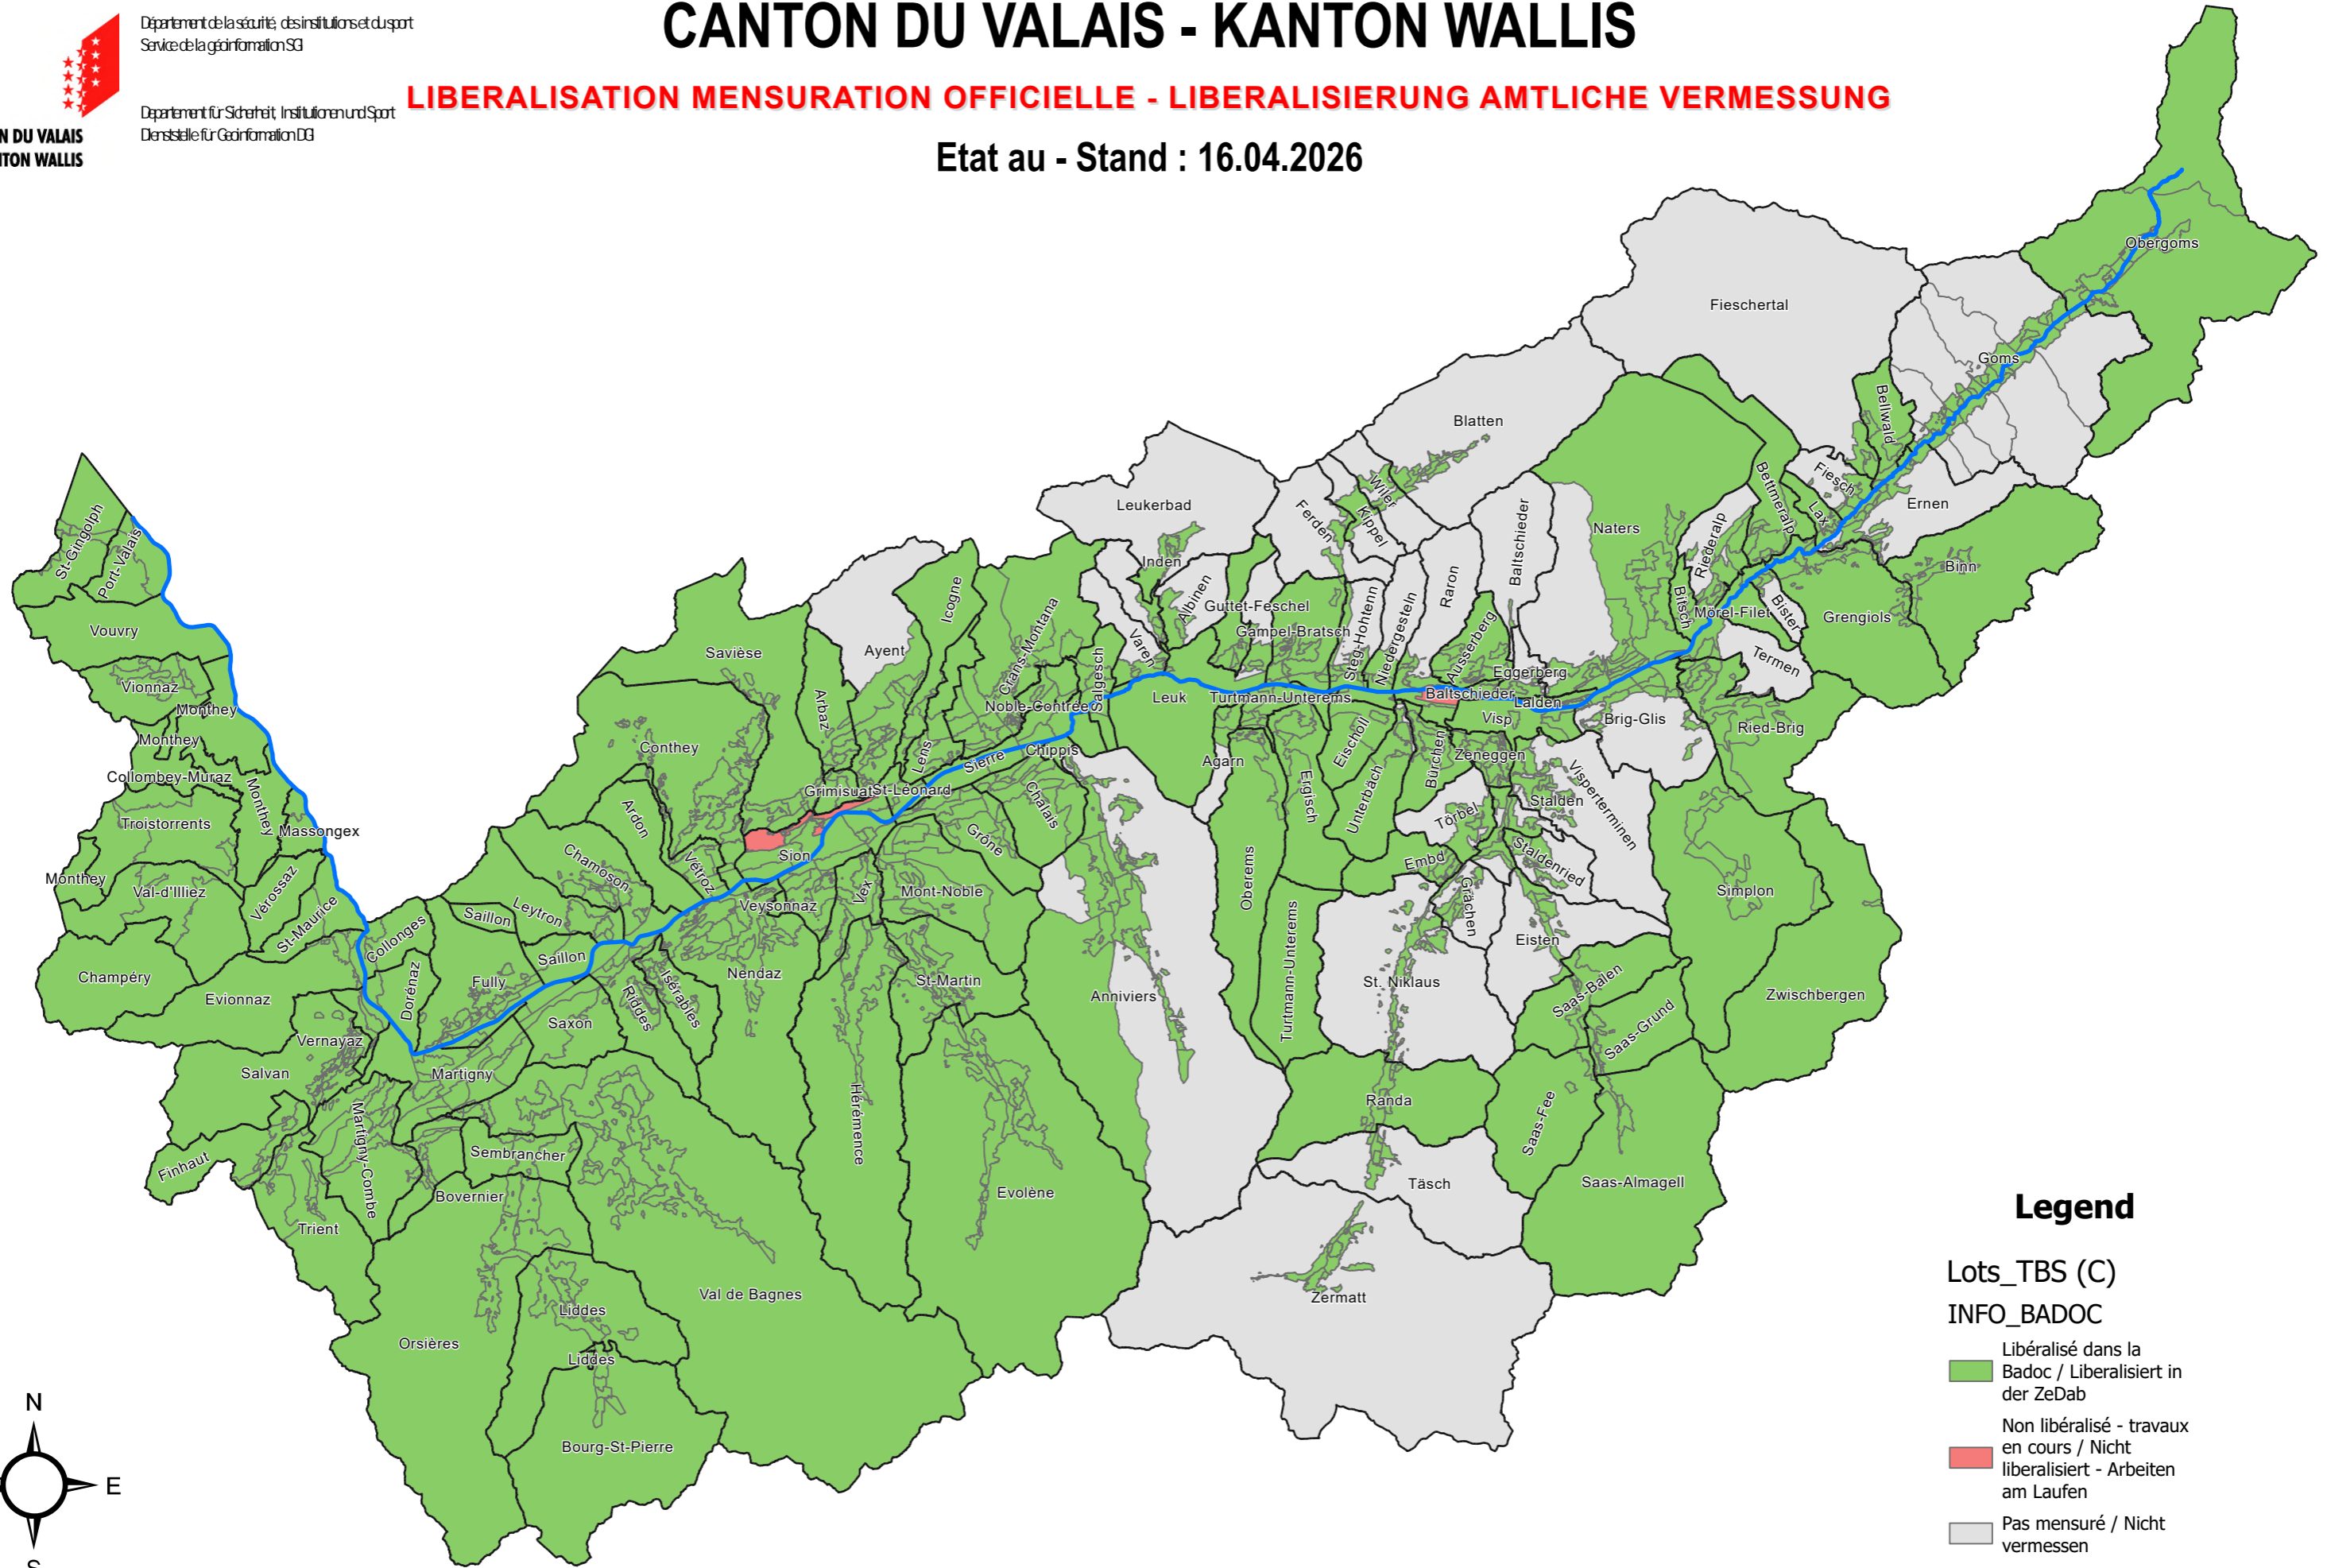 Département de la sécurité, des institutions et du sport
Service de la géoinformation SGI
Departement für Sicherheit, Institutionen und Sport
Dienststelle für Geoinformation DGI
N DU VALAIS
NTON WALLIS
CANTON DU VALAIS - KANTON WALLIS
LIBERALISATION MENSURATION OFFICIELLE - LIBERALISIERUNG AMTLICHE VERMESSUNG
Etat au - Stand : 16.04.2026
Obergoms
Fieschertal
Goms
Bellwald
Blatten
Fiesch
Ernen
Lax
Bettmeralp
Riederalp
Naters
Baltschieder
Wiler
Kippel
Ferden
Leukerbad
Inden
Albinen
Guttet-Feschel
Gampel-Bratsch
Steg-Hohtenn
Niedergesteln
Raron
Ausserberg
Eggerberg
Baltschieder
Lalden
Visp
Bitsch
Mörel-Filet
Bister
Grengiols
Binn
Termen
Ried-Brig
Brig-Glis
St-Gingolph
Port-Valais
Vouvry
Vionnaz
Monthey
Monthey
Collombey-Muraz
Monthey
Troistorrents
Massongex
Monthey
Val-d'Illiez
Vérossaz
St-Maurice
Champéry
Evionnaz
Collonges
Dorénaz
Vernayaz
Salvan
Finhaut
Trient
Martigny-Combe
Martigny
Fully
Saillon
Leytron
Saillon
Chamoson
Ardon
Conthey
Vétroz
Savièse
Arbaz
Ayent
Icogne
Crans-Montana
Lens
Noble-Contrée
Salgesch
Varen
Leuk
Turtmann-Unterems
Grimisuat
St-Léonard
Sierre
Chippis
Chalais
Grône
Sion
Veysonnaz
Vex
Mont-Noble
Nendaz
Isérables
Riddes
Saxon
St-Martin
Hérémence
Evolène
Anniviers
Agarn
Oberems
Ergisch
Eischoll
Unterbäch
Bürchen
Zeneggen
Törbel
Stalden
Visperterminen
Staldenried
Embd
Grächen
Eisten
St. Niklaus
Turtmann-Unterems
Simplon
Zwischbergen
Saas-Balen
Saas-Grund
Saas-Fee
Saas-Almagell
Randa
Täsch
Zermatt
Sembrancher
Bovernier
Val de Bagnes
Orsières
Liddes
Liddes
Bourg-St-Pierre
N
E
S
Legend
Lots_TBS (C)
INFO_BADOC
Libéralisé dans la
Badoc / Liberalisiert in
der ZeDab
Non libéralisé - travaux
en cours / Nicht
liberalisiert - Arbeiten
am Laufen
Pas mensuré / Nicht
vermessen